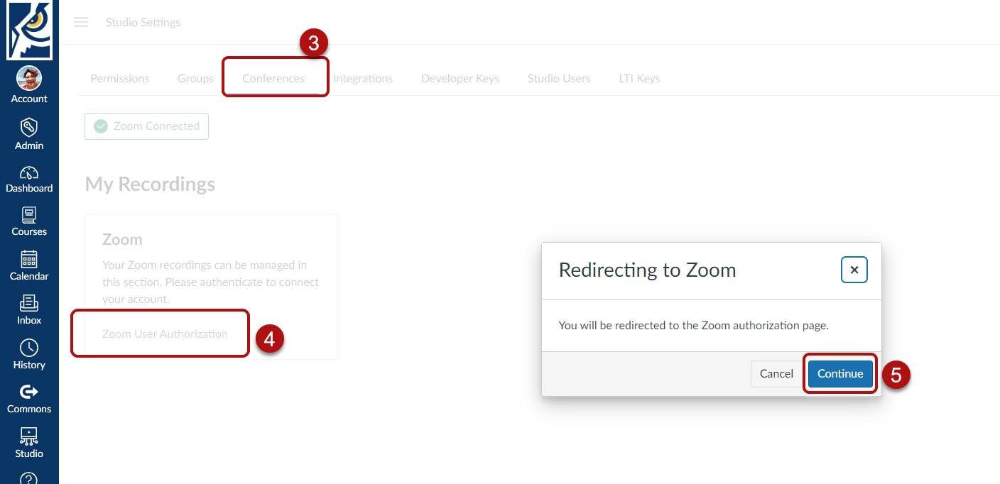 Studio Settings
3
Permissions Groups Conferences Integrations Developer Keys Studio Users LTI Keys
Zoom Connected
My Recordings
Zoom
Your Zoom recordings can be managed in
this section. Please authenticate to connect
your account.
Zoom User Authorization
4
Redirecting to Zoom
You will be redirected to the Zoom authorization page.
Cancel Continue
5
Account
Admin
Dashboard
Courses
Calendar
Inbox
History
Commons
Studio
?